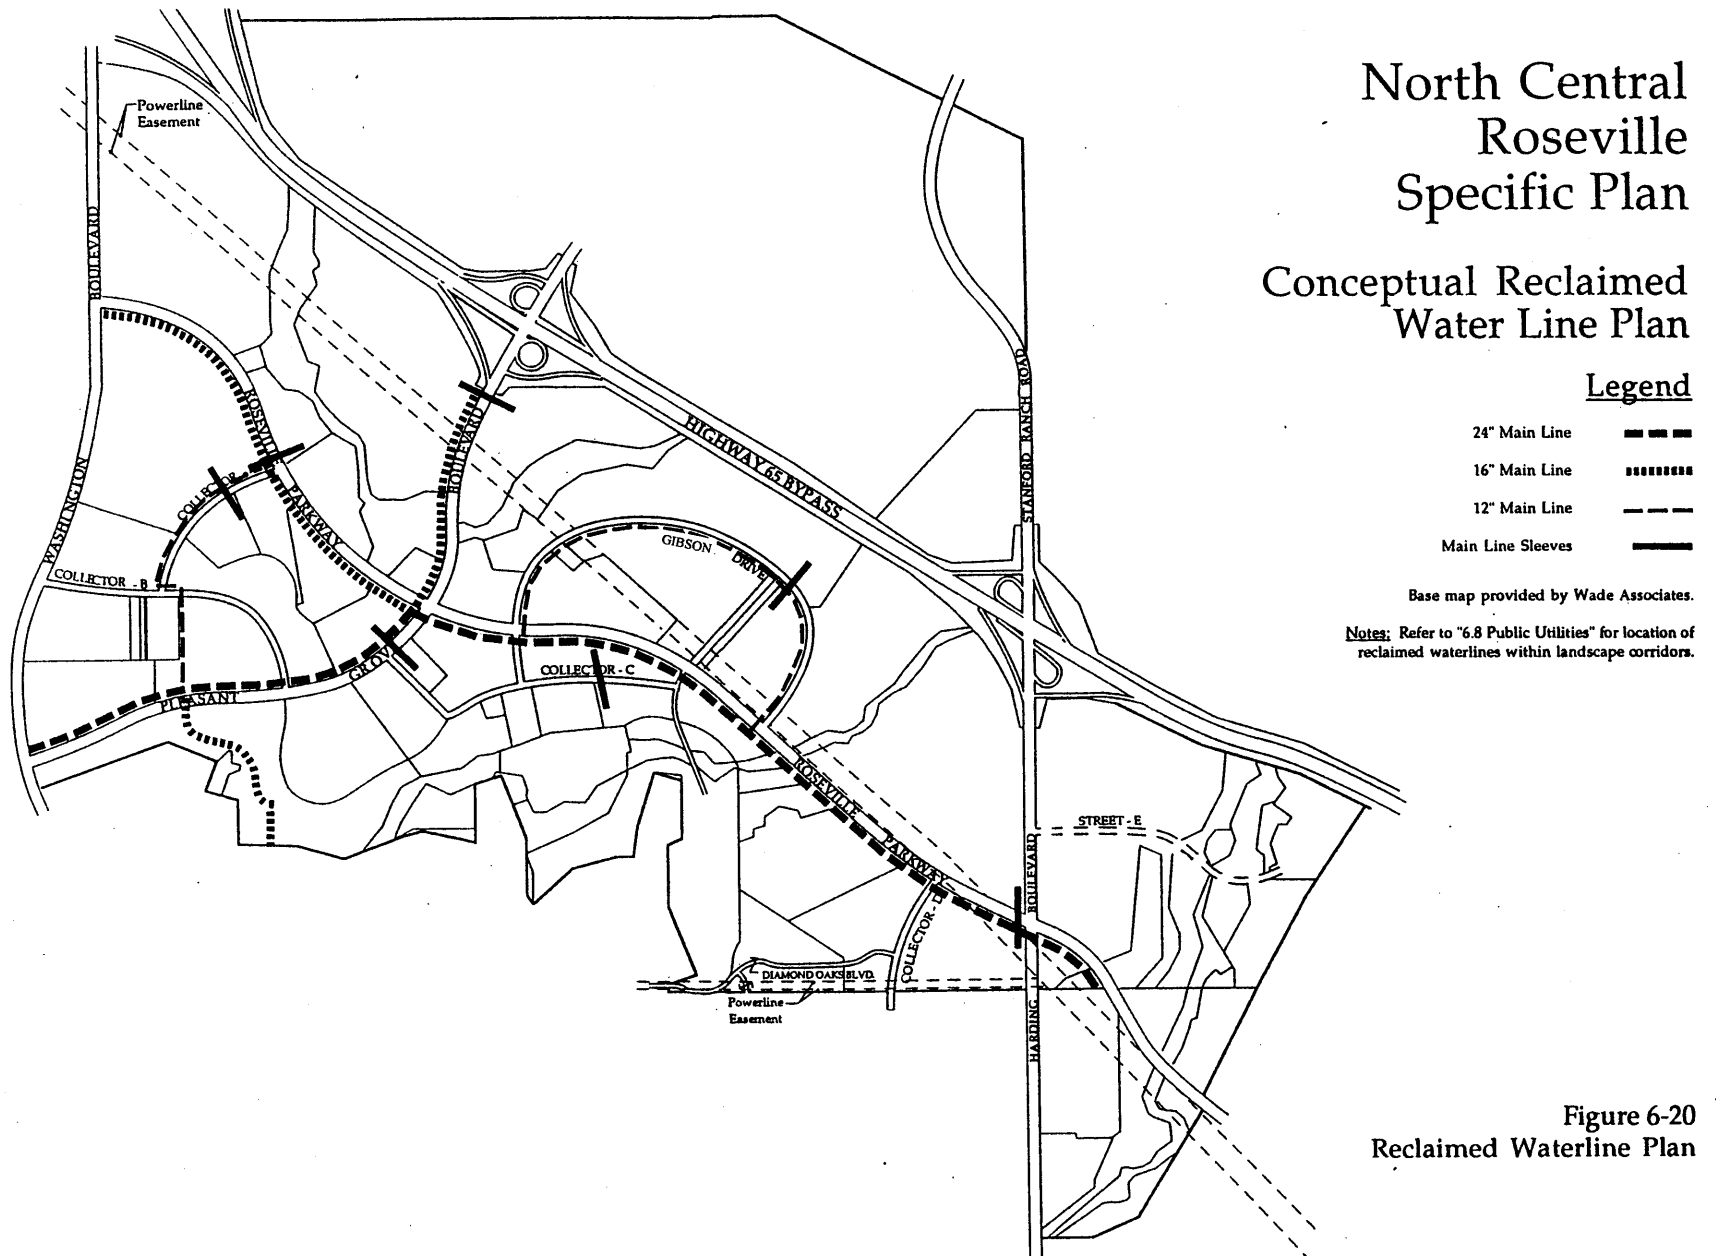 North Central
Roseville
Specific Plan
Conceptual Reclaimed
Water Line Plan
Legend
24" Main Line
16" Main Line
12" Main Line
Main Line Sleeves
Base map provided by Wade Associates.
Notes: Refer to "6.8 Public Utilities" for location of
reclaimed waterlines within landscape corridors.
Powerline
Easement
BOULEVARD
WASHINGTON
ROSEVILLE
PARKWAY
COLLECTOR
COLLECTOR - B
BOULEVARD
GROVE
PLEASANT
HIGHWAY 65 BYPASS
STANFORD RANCH ROAD
GIBSON
DRIVE
COLLECTOR - C
ROSEVILLE
PARKWAY
COLLECTOR - D
STREET - E
BOULEVARD
HARDING
DIAMOND OAKS BLVD.
Powerline
Easement
Figure 6-20
Reclaimed Waterline Plan